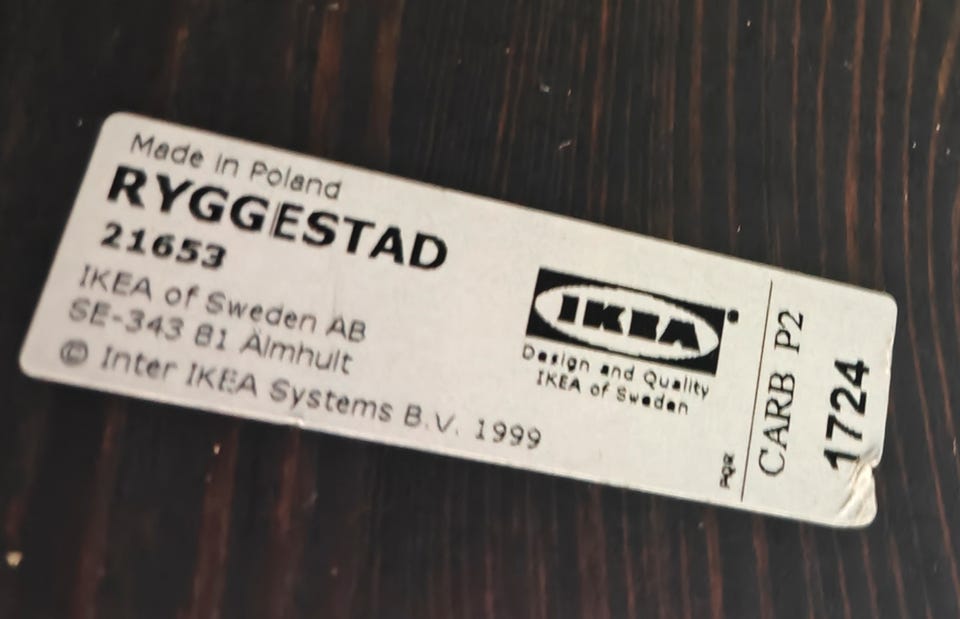 Made in Poland
RYGGESTAD
21653
IKEA of Sweden AB
SE-343 81 Älmhult
© Inter IKEA Systems B.V. 1999
IKEA
Design and Quality
IKEA of Sweden
PQR
CARB P2
1724